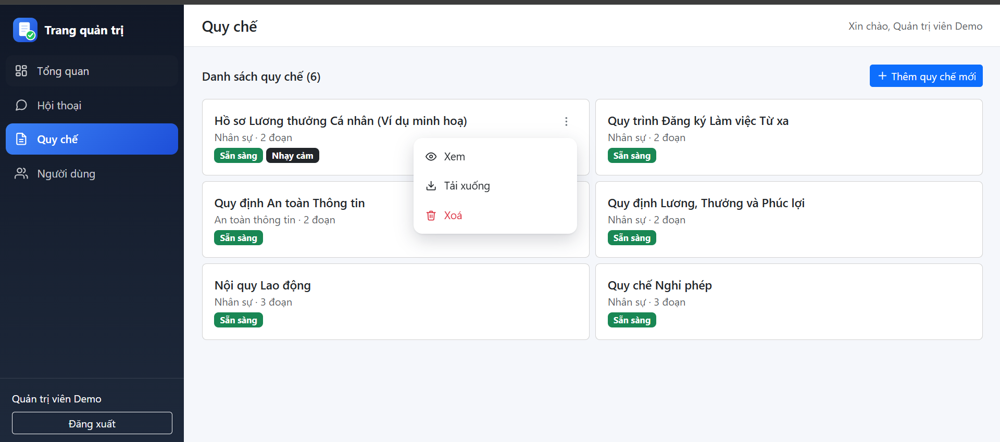 Trang quản trị
Tổng quan
Hội thoại
Quy chế
Người dùng
Quản trị viên Demo
Đăng xuất
Quy chế
Xin chào, Quản trị viên Demo
Danh sách quy chế (6)
Thêm quy chế mới
Hồ sơ Lương thưởng Cá nhân (Ví dụ minh hoạ)
Nhân sự · 2 đoạn
Sẵn sàng Nhạy cảm
Xem
Tải xuống
Xoá
Quy trình Đăng ký Làm việc Từ xa
Nhân sự · 2 đoạn
Sẵn sàng
Quy định An toàn Thông tin
An toàn thông tin · 2 đoạn
Sẵn sàng
Quy định Lương, Thưởng và Phúc lợi
Nhân sự · 2 đoạn
Sẵn sàng
Nội quy Lao động
Nhân sự · 3 đoạn
Sẵn sàng
Quy chế Nghỉ phép
Nhân sự · 3 đoạn
Sẵn sàng